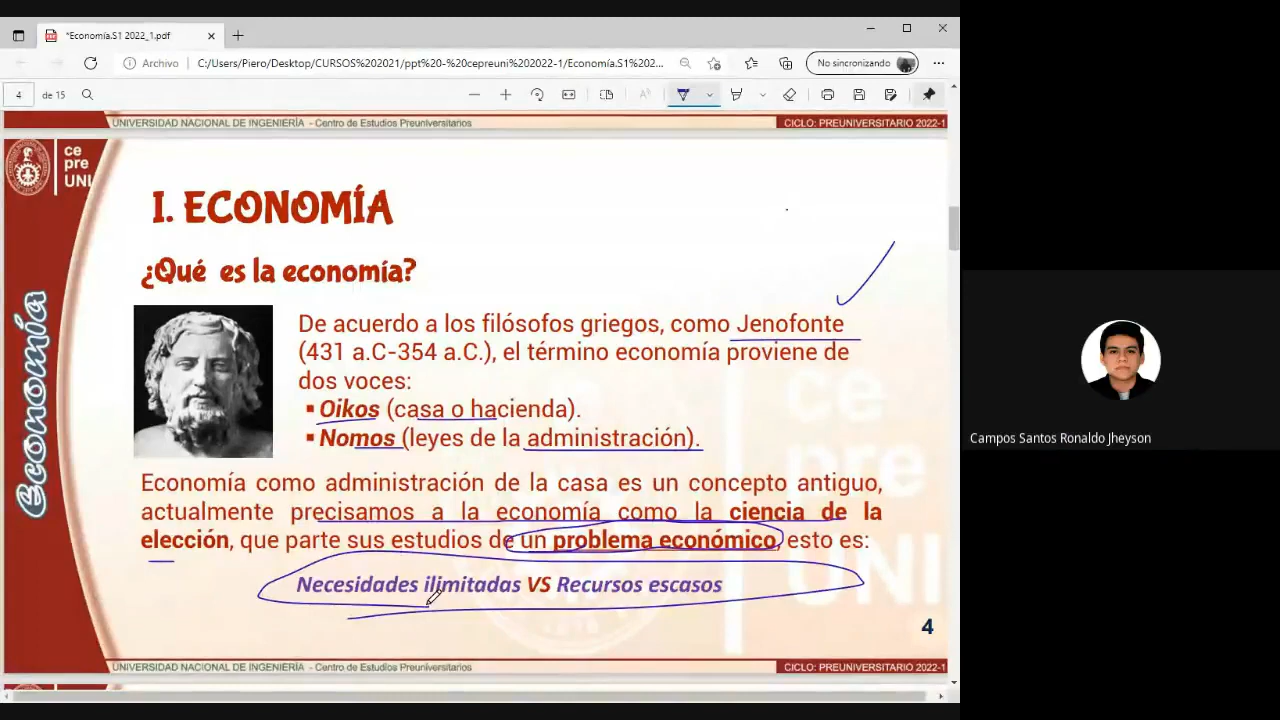 *Economía.S1 2022_1.pdf
Archivo
C:/Users/Piero/Desktop/CURSOS%202021/ppt%20-%20cepreuni%202022-1/Economía.S1%202...
No sincronizando
4 de 15
UNIVERSIDAD NACIONAL DE INGENIERÍA - Centro de Estudios Preuniversitarios
CICLO: PREUNIVERSITARIO 2022-1
ce
pre
UNI
I. ECONOMÍA
¿Qué es la economía?
De acuerdo a los filósofos griegos, como Jenofonte
(431 a.C-354 a.C.), el término economía proviene de
dos voces:
▪ Oikos (casa o hacienda).
▪ Nomos (leyes de la administración).
Economía como administración de la casa es un concepto antiguo,
actualmente precisamos a la economía como la ciencia de la
elección, que parte sus estudios de un problema económico, esto es:
Necesidades ilimitadas VS Recursos escasos
4
Economía
ce
pre
UNI
UNIVERSIDAD NACIONAL DE INGENIERÍA - Centro de Estudios Preuniversitarios
CICLO: PREUNIVERSITARIO 2022-1
Campos Santos Ronaldo Jheyson